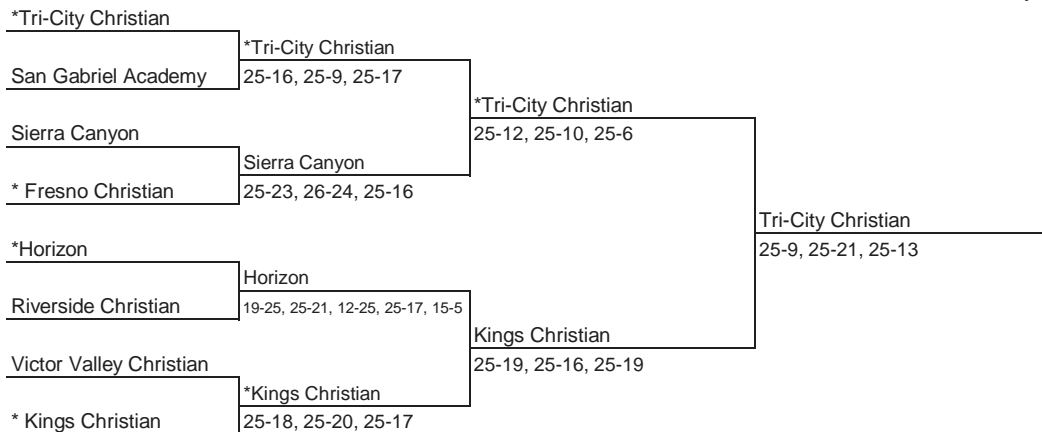 *Tri-City Christian
San Gabriel Academy
Sierra Canyon
* Fresno Christian
*Horizon
Riverside Christian
Victor Valley Christian
* Kings Christian
*Tri-City Christian
25-16, 25-9, 25-17
Sierra Canyon
25-23, 26-24, 25-16
Horizon
19-25, 25-21, 12-25, 25-17, 15-5
*Kings Christian
25-18, 25-20, 25-17
*Tri-City Christian
25-12, 25-10, 25-6
Kings Christian
25-19, 25-16, 25-19
Tri-City Christian
25-9, 25-21, 25-13